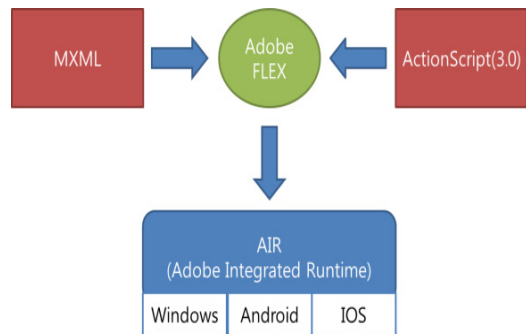 MXML
Adobe
FLEX
ActionScript(3.0)
AIR
(Adobe Integrated Runtime)
Windows
Android
IOS